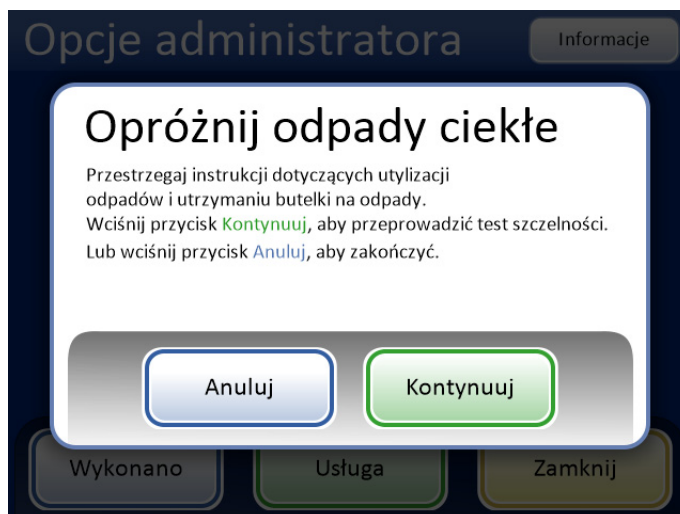 Opcje administratora
Informacje
Opróżnij odpady ciekłe
Przestrzegaj instrukcji dotyczących utylizacji
odpadów i utrzymaniu butelki na odpady.
Wciśnij przycisk Kontynuuj, aby przeprowadzić test szczelności.
Lub wciśnij przycisk Anuluj, aby zakończyć.
Anuluj
Kontynuuj
Wykonano
Usługa
Zamknij